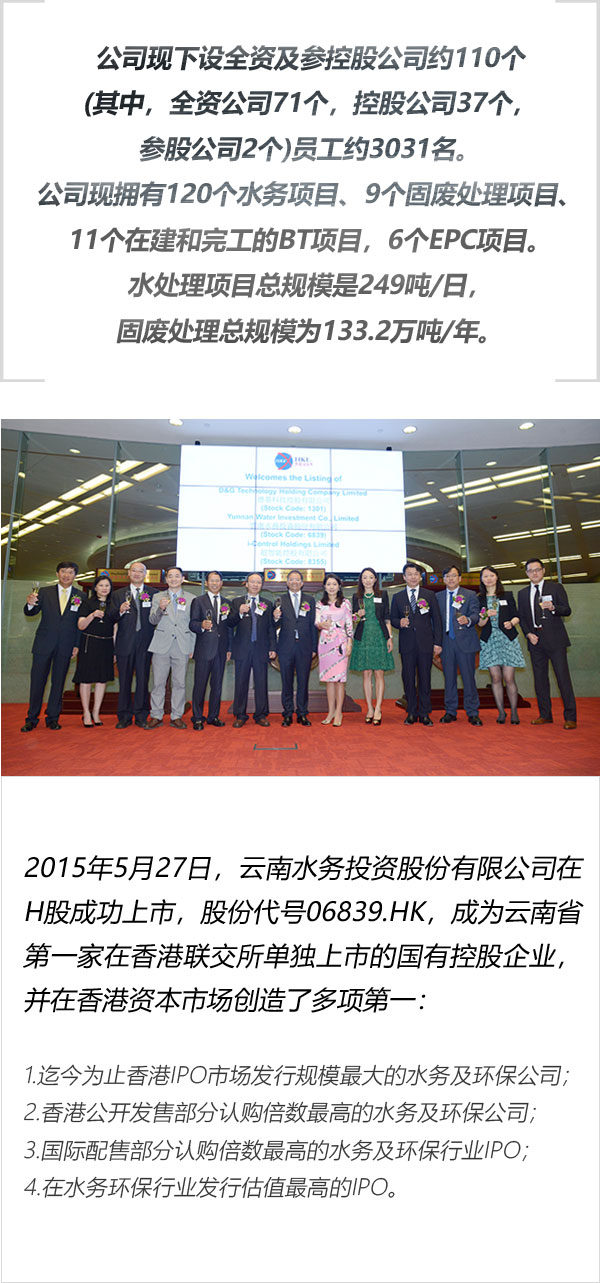 公司现下设全资及参控股公司约110个
(其中，全资公司71个，控股公司37个，
参股公司2个)员工约3031名。
公司现拥有120个水务项目、9个固废处理项目、
11个在建和完工的BT项目，6个EPC项目。
水处理项目总规模是249吨/日，
固废处理总规模为133.2万吨/年。
HKE
Welcomes the Listing of
D&G Technology Holding Company Limited
(Stock Code: 1301)
Yunnan Water Investment Co., Limited
(Stock Code: 6839)
i-Control Holdings Limited
(Stock Code: 8355)
2015年5月27日，云南水务投资股份有限公司在
H股成功上市，股份代号06839.HK，成为云南省
第一家在香港联交所单独上市的国有控股企业，
并在香港资本市场创造了多项第一：
1.迄今为止香港IPO市场发行规模最大的水务及环保公司；
2.香港公开发售部分认购倍数最高的水务及环保公司；
3.国际配售部分认购倍数最高的水务及环保行业IPO；
4.在水务环保行业发行估值最高的IPO。